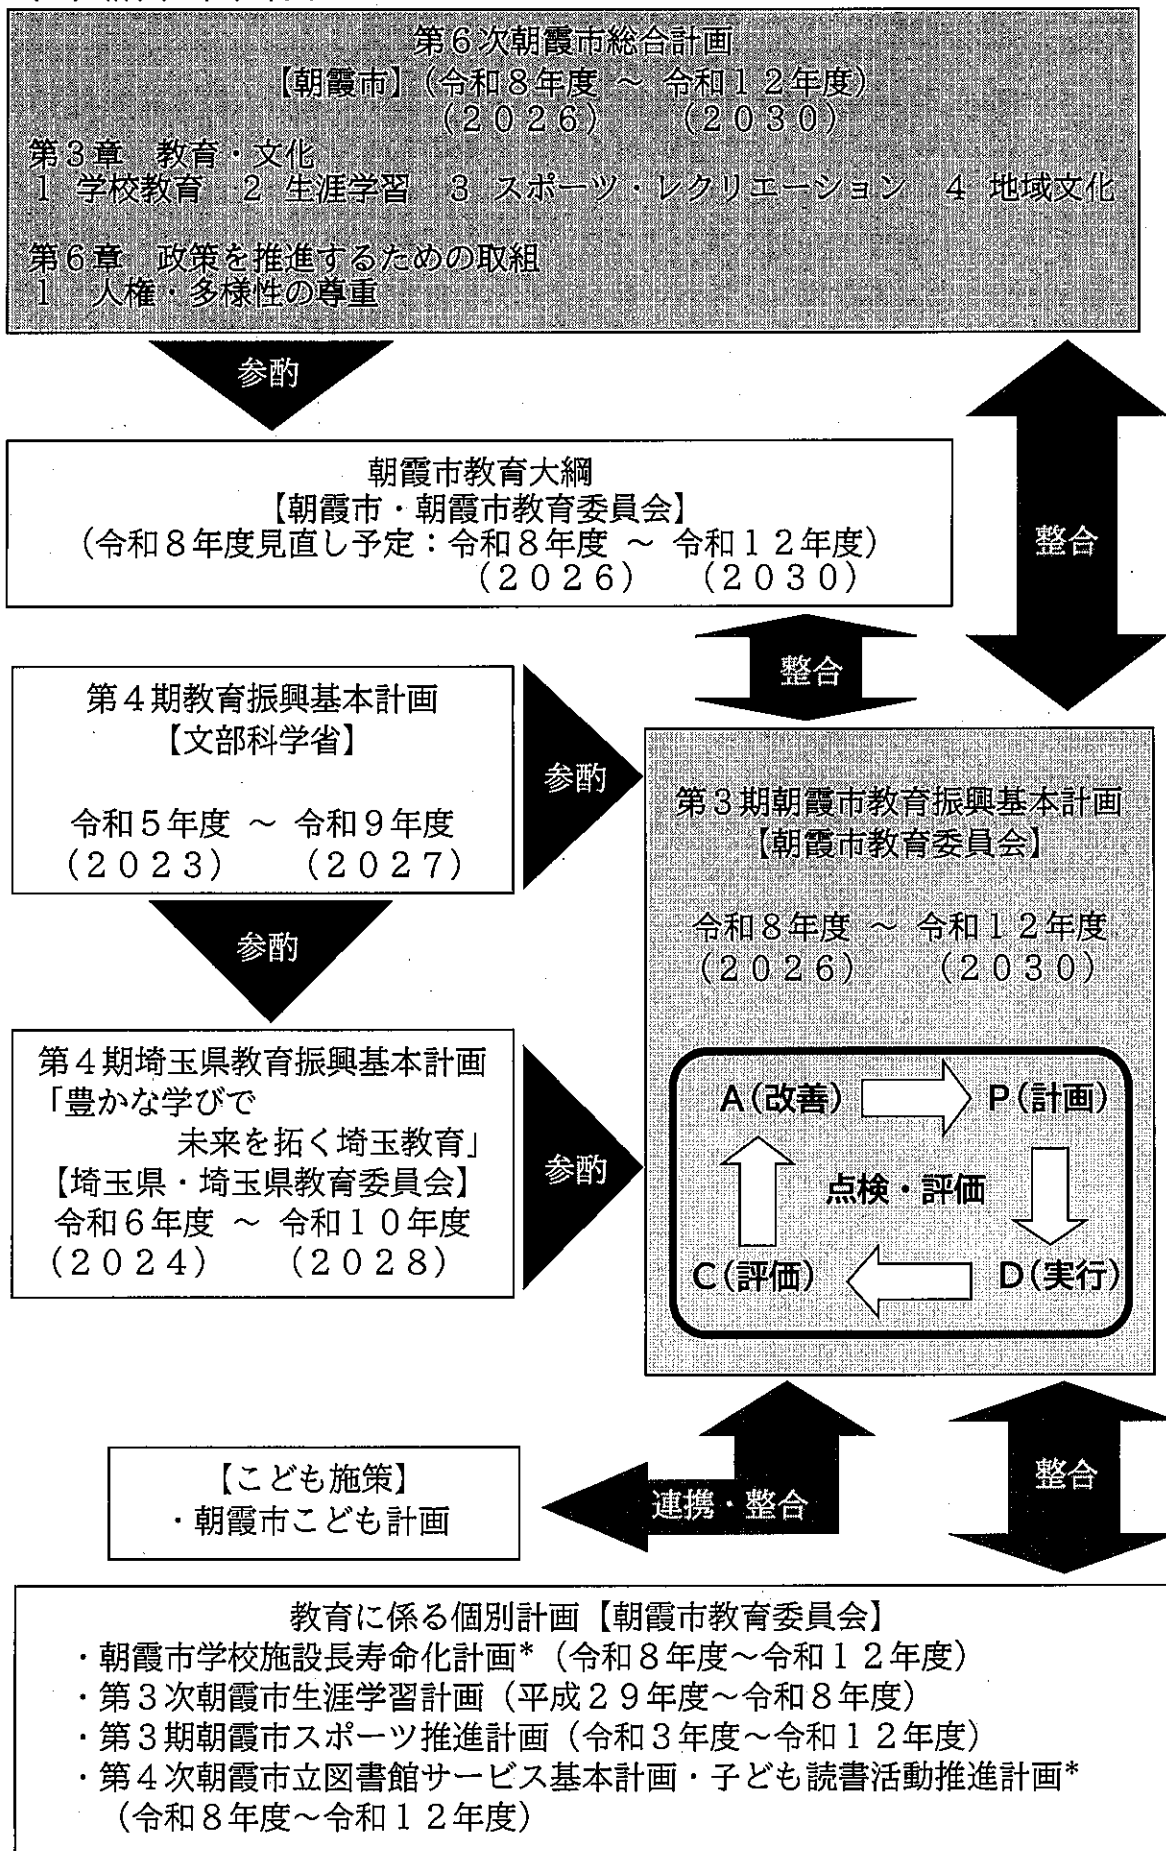 第６次朝霞市総合計画
【朝霞市】（令和８年度 ～ 令和１２年度）
（２０２６） （２０３０）
第３章 教育・文化
１ 学校教育 ２ 生涯学習 ３ スポーツ・レクリエーション ４ 地域文化
第６章 政策を推進するための取組
１ 人権・多様性の尊重
参酌
朝霞市教育大綱
【朝霞市・朝霞市教育委員会】
（令和８年度見直し予定：令和８年度 ～ 令和１２年度）
（２０２６） （２０３０）
整合
整合
第４期教育振興基本計画
【文部科学省】
令和５年度 ～ 令和９年度
（２０２３） （２０２７）
参酌
参酌
第３期朝霞市教育振興基本計画
【朝霞市教育委員会】
令和８年度 ～ 令和１２年度
（２０２６） （２０３０）
第４期埼玉県教育振興基本計画
「豊かな学びで
未来を拓く埼玉教育」
【埼玉県・埼玉県教育委員会】
令和６年度 ～ 令和１０年度
（２０２４） （２０２８）
参酌
A（改善） P（計画）
点検・評価
C（評価） D（実行）
【こども施策】
・朝霞市こども計画
連携・整合
整合
教育に係る個別計画【朝霞市教育委員会】
・朝霞市学校施設長寿命化計画*（令和８年度～令和１２年度）
・第３次朝霞市生涯学習計画（平成２９年度～令和８年度）
・第３期朝霞市スポーツ推進計画（令和３年度～令和１２年度）
・第４次朝霞市立図書館サービス基本計画・子ども読書活動推進計画*
（令和８年度～令和１２年度）